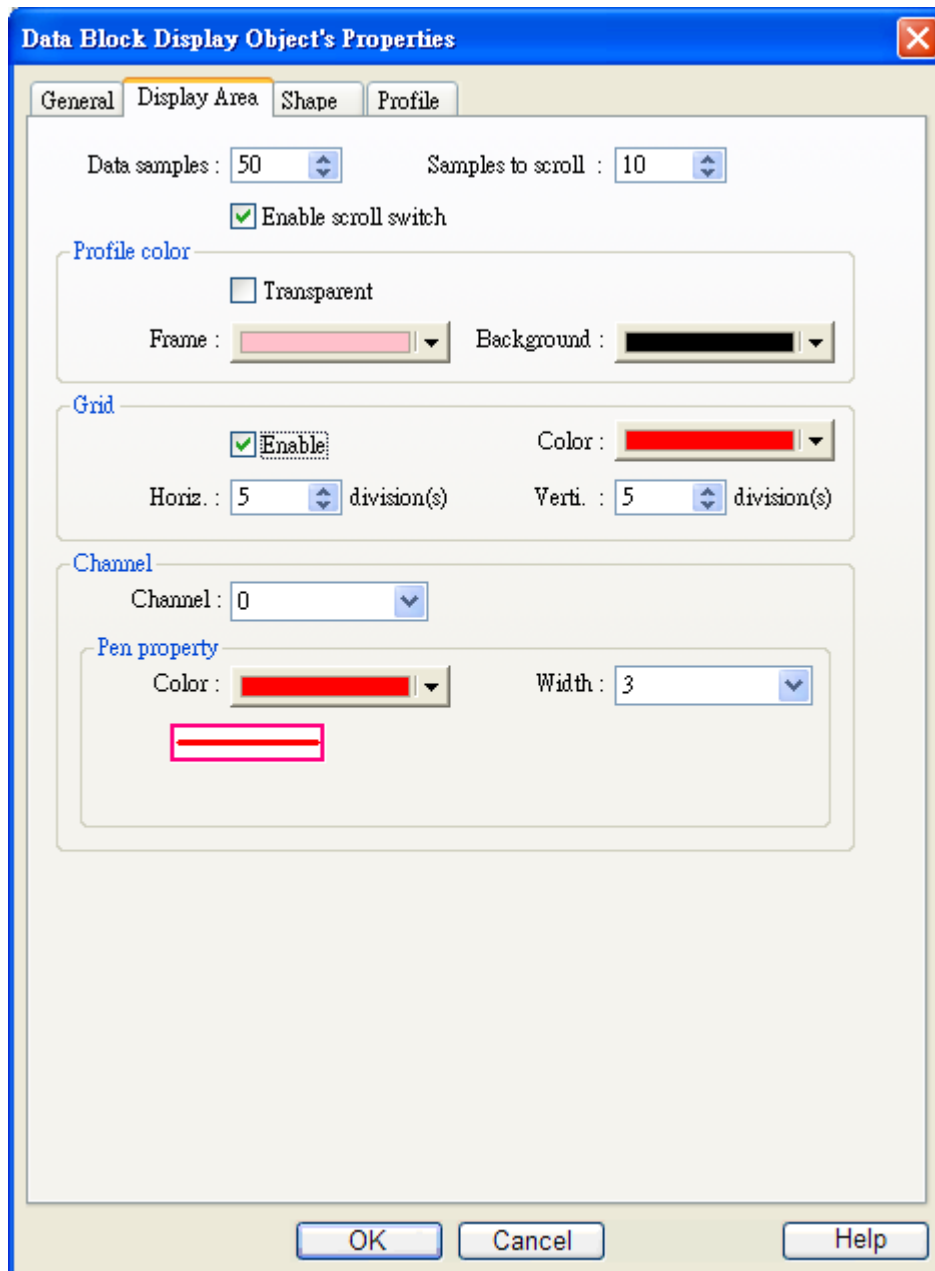 Data Block Display Object's Properties
General Display Area Shape Profile
Data samples : 50 Samples to scroll : 10
Enable scroll switch
Profile color
Transparent
Frame : Background :
Grid
Enable Color :
Horiz. : 5 division(s) Verti. : 5 division(s)
Channel
Channel : 0
Pen property
Color : Width : 3
OK Cancel Help